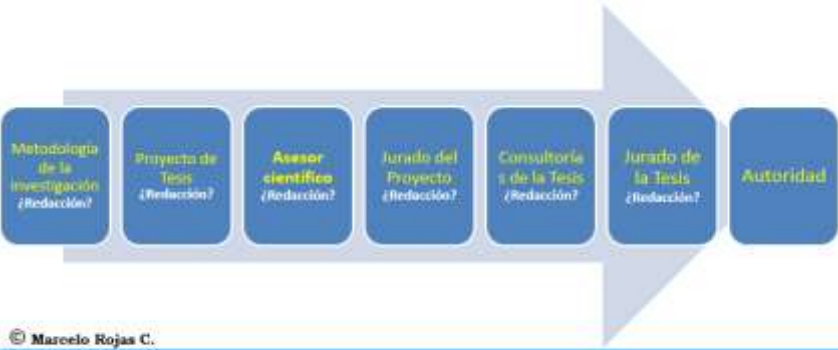 Metodología
de la
investigación
¿Redacción?
Proyecto de
Tesis
¿Redacción?
Asesor
científico
¿Redacción?
Jurado del
Proyecto
¿Redacción?
Consultoría
s de la Tesis
¿Redacción?
Jurado de
la Tesis
¿Redacción?
Autoridad
© Marcelo Rojas C.